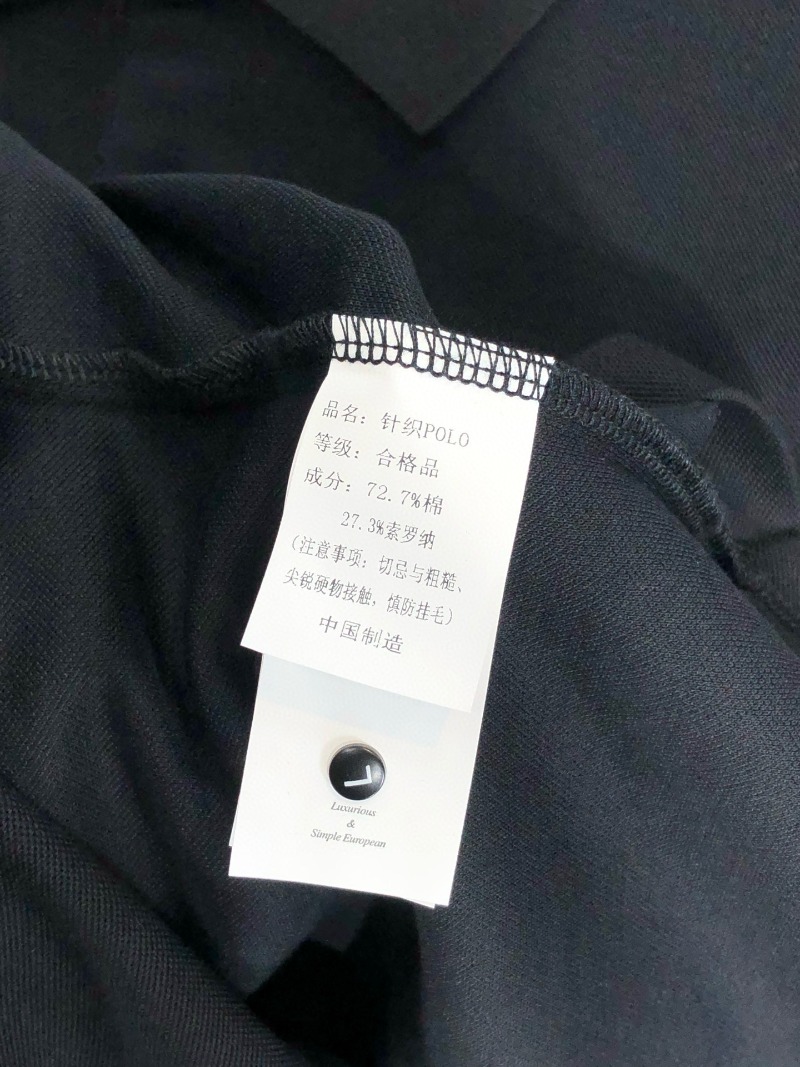 品名：针织POLO
等级：合格品
成分：72.7%棉
27.3%索罗纳
（注意事项：切忌与粗糙、
尖锐硬物接触，慎防挂毛）
中国制造
Luxurious
&
Simple European